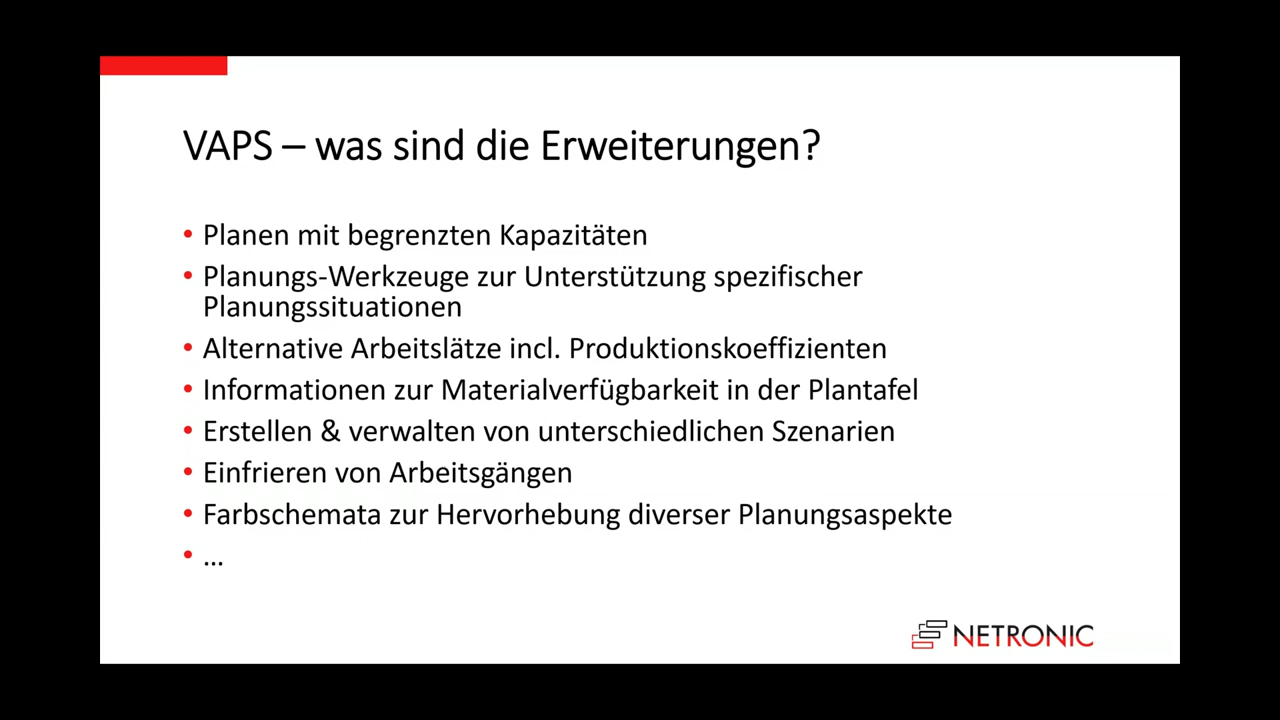 VAPS – was sind die Erweiterungen?
• Planen mit begrenzten Kapazitäten
• Planungs-Werkzeuge zur Unterstützung spezifischer
Planungssituationen
• Alternative Arbeitslätze incl. Produktionskoeffizienten
• Informationen zur Materialverfügbarkeit in der Plantafel
• Erstellen & verwalten von unterschiedlichen Szenarien
• Einfrieren von Arbeitsgängen
• Farbschemata zur Hervorhebung diverser Planungsaspekte
• ...
NETRONIC